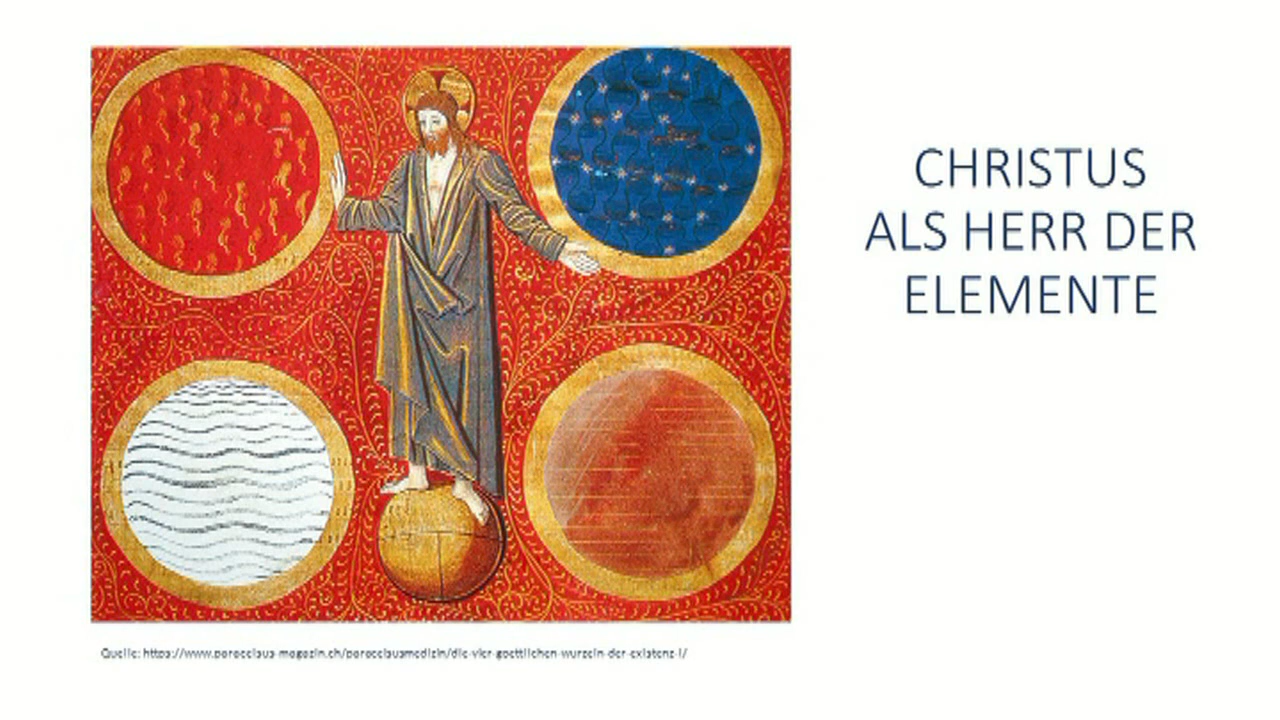 CHRISTUS
ALS HERR DER
ELEMENTE
Quelle: https://www.paracelsus-magazin.ch/paracelsusmedizin/die-vier-goettlichen-wurzeln-der-existenz-i/